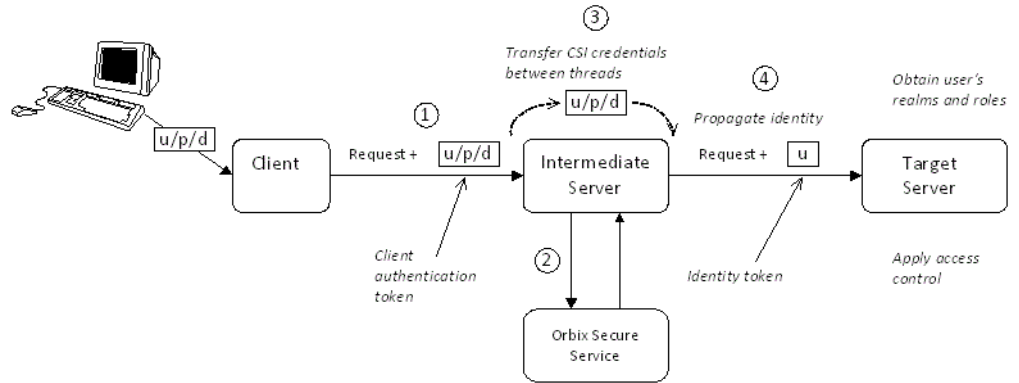 3
Transfer CSI credentials
between threads
u/p/d
4
Propagate identity
Obtain user's
realms and roles
u/p/d
Client
1
Request + u/p/d
Intermediate
Server
Request + u
Target
Server
Client
authentication
token
2
Identity token
Apply access
control
Orbix Secure
Service